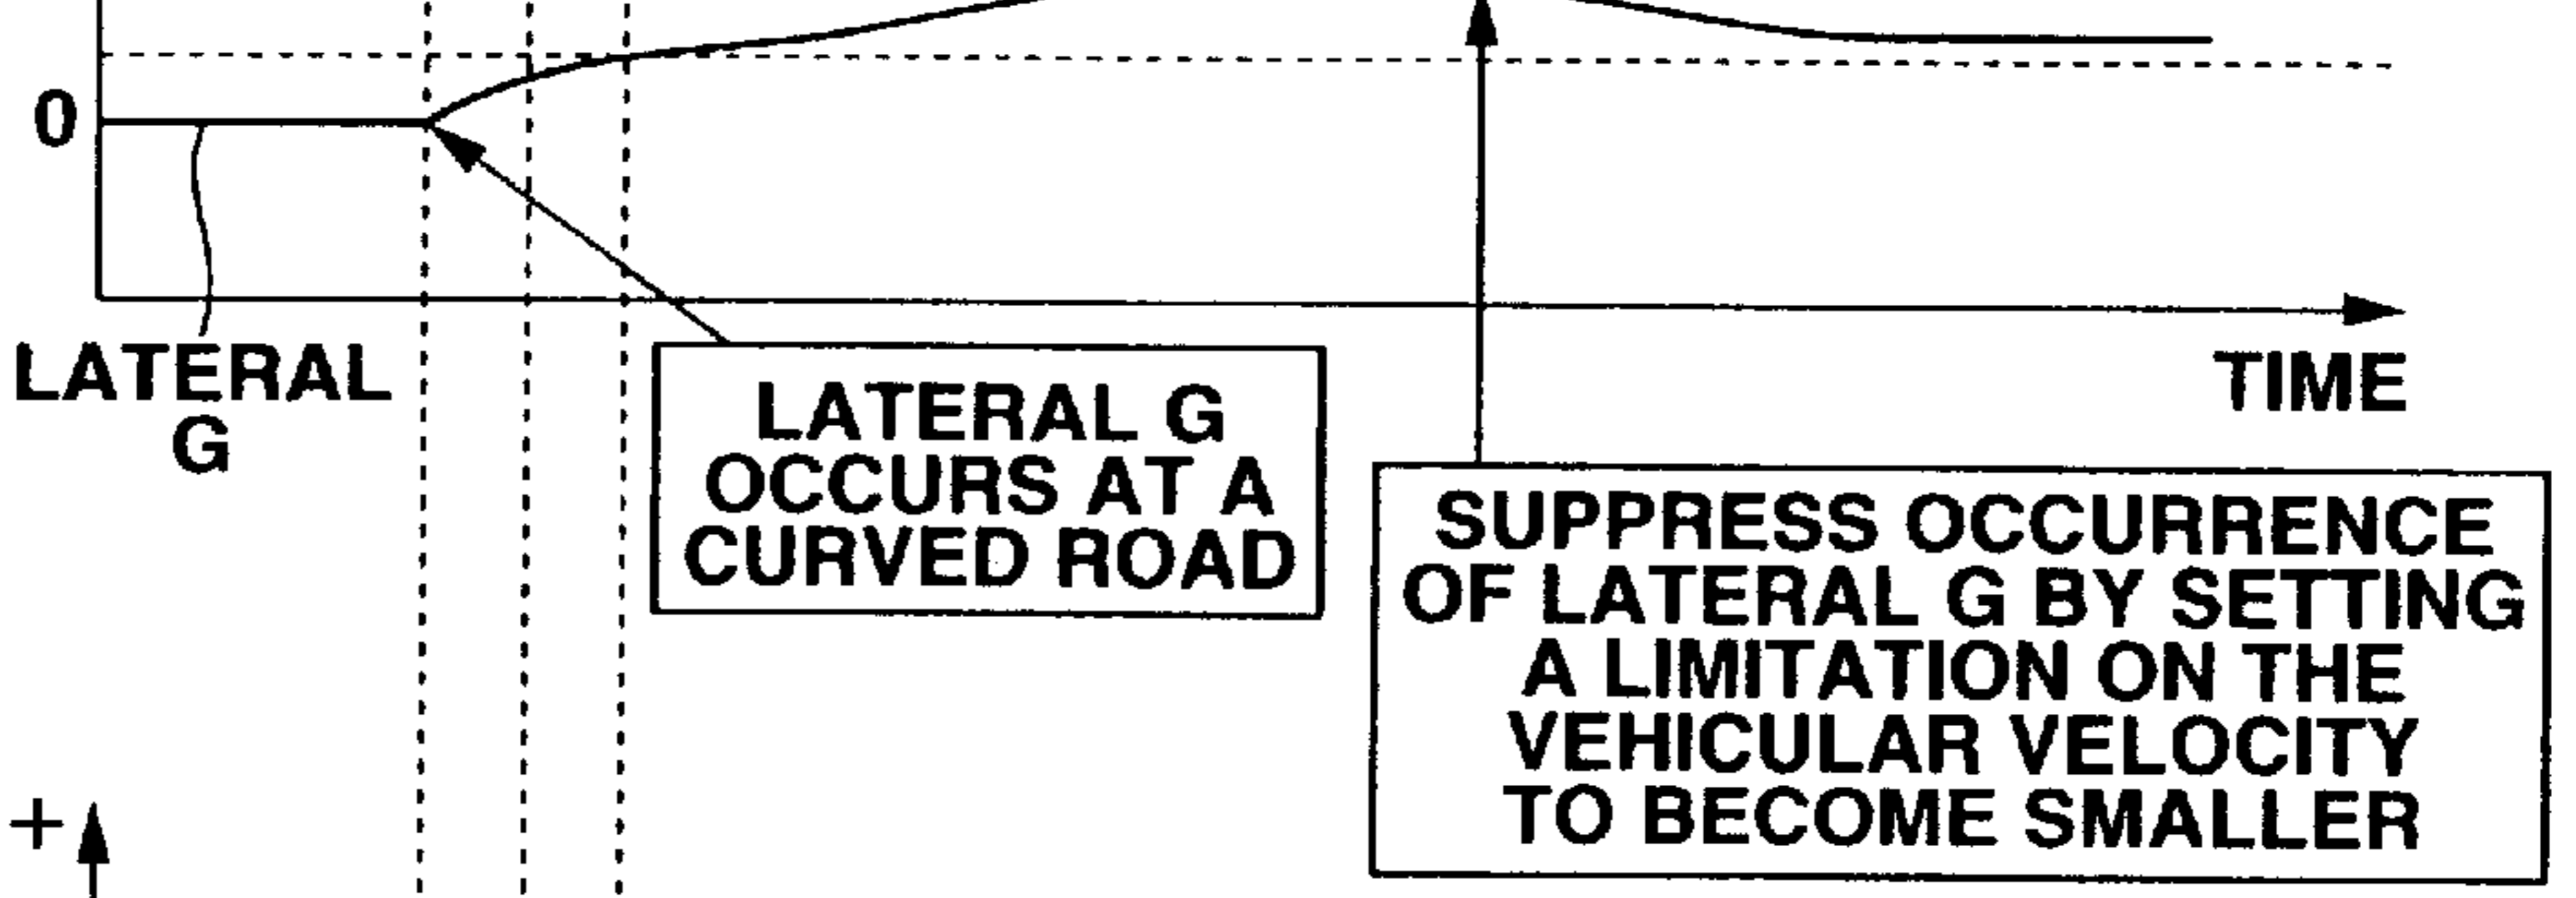 0
LATERAL
G
TIME
LATERAL G
OCCURS AT A
CURVED ROAD
SUPPRESS OCCURRENCE
OF LATERAL G BY SETTING
A LIMITATION ON THE
VEHICULAR VELOCITY
TO BECOME SMALLER
+